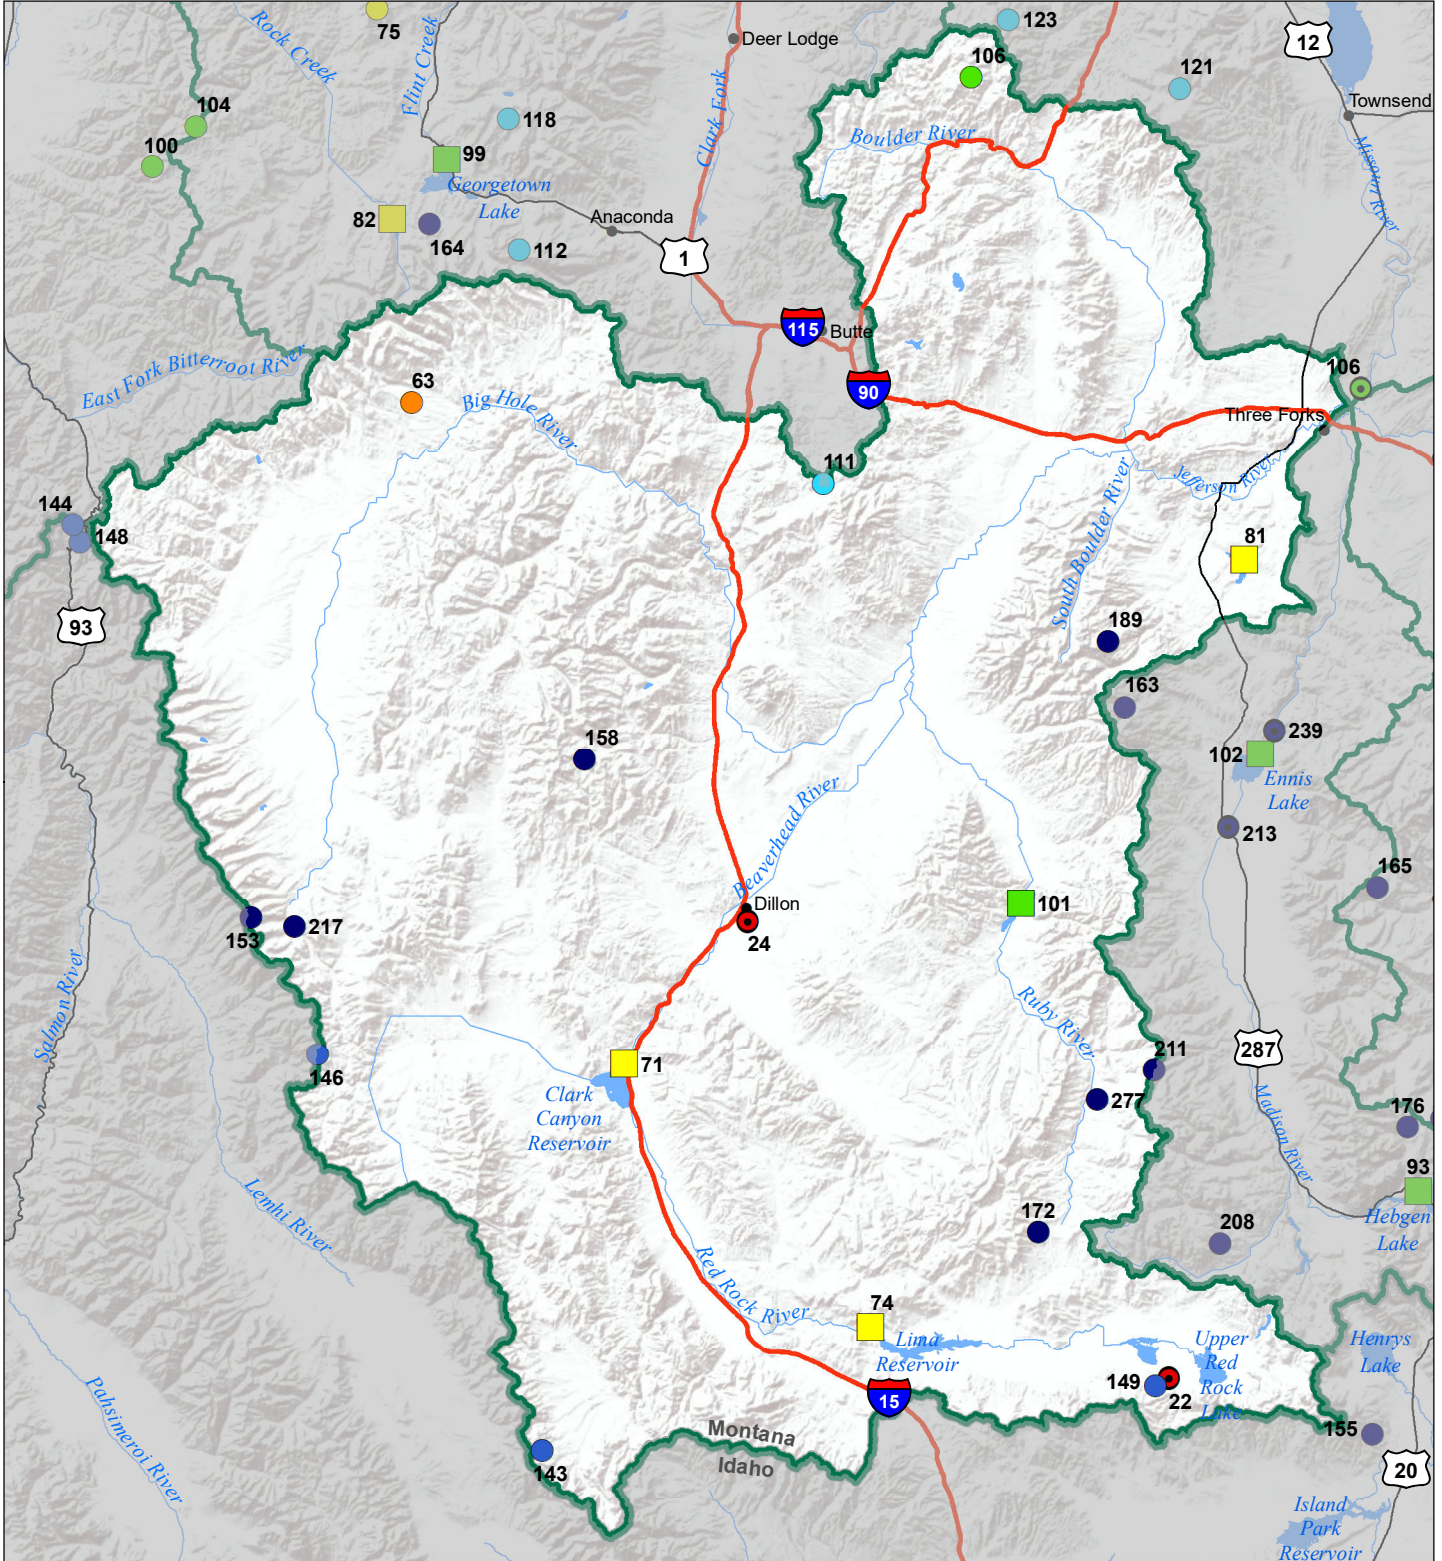 75
Rock Creek
Flint Creek
Deer Lodge
123
12
106
121
Townsend
104
118
Clark Fork
Boulder River
100
99
Georgetown
Lake
Missouri River
82
164
Anaconda
112
1
115
Butte
East Fork Bitterroot River
63
Big Hole River
90
106
Three Forks
111
Jefferson River
144
148
South Boulder River
81
93
189
163
239
158
102
Ennis
Lake
Beaverhead River
213
165
Dillon
101
153
217
24
Salmon River
Ruby River
146
71
211
287
Clark
Canyon
Reservoir
277
Madison River
176
93
Lemhi River
172
208
Hebgen
Lake
Red Rock River
74
Lima
Reservoir
Upper
Red
Rock
Lake
Henrys
Lake
149
22
15
Pahsimeroi River
Montana
Idaho
155
143
20
Island
Park
Reservoir